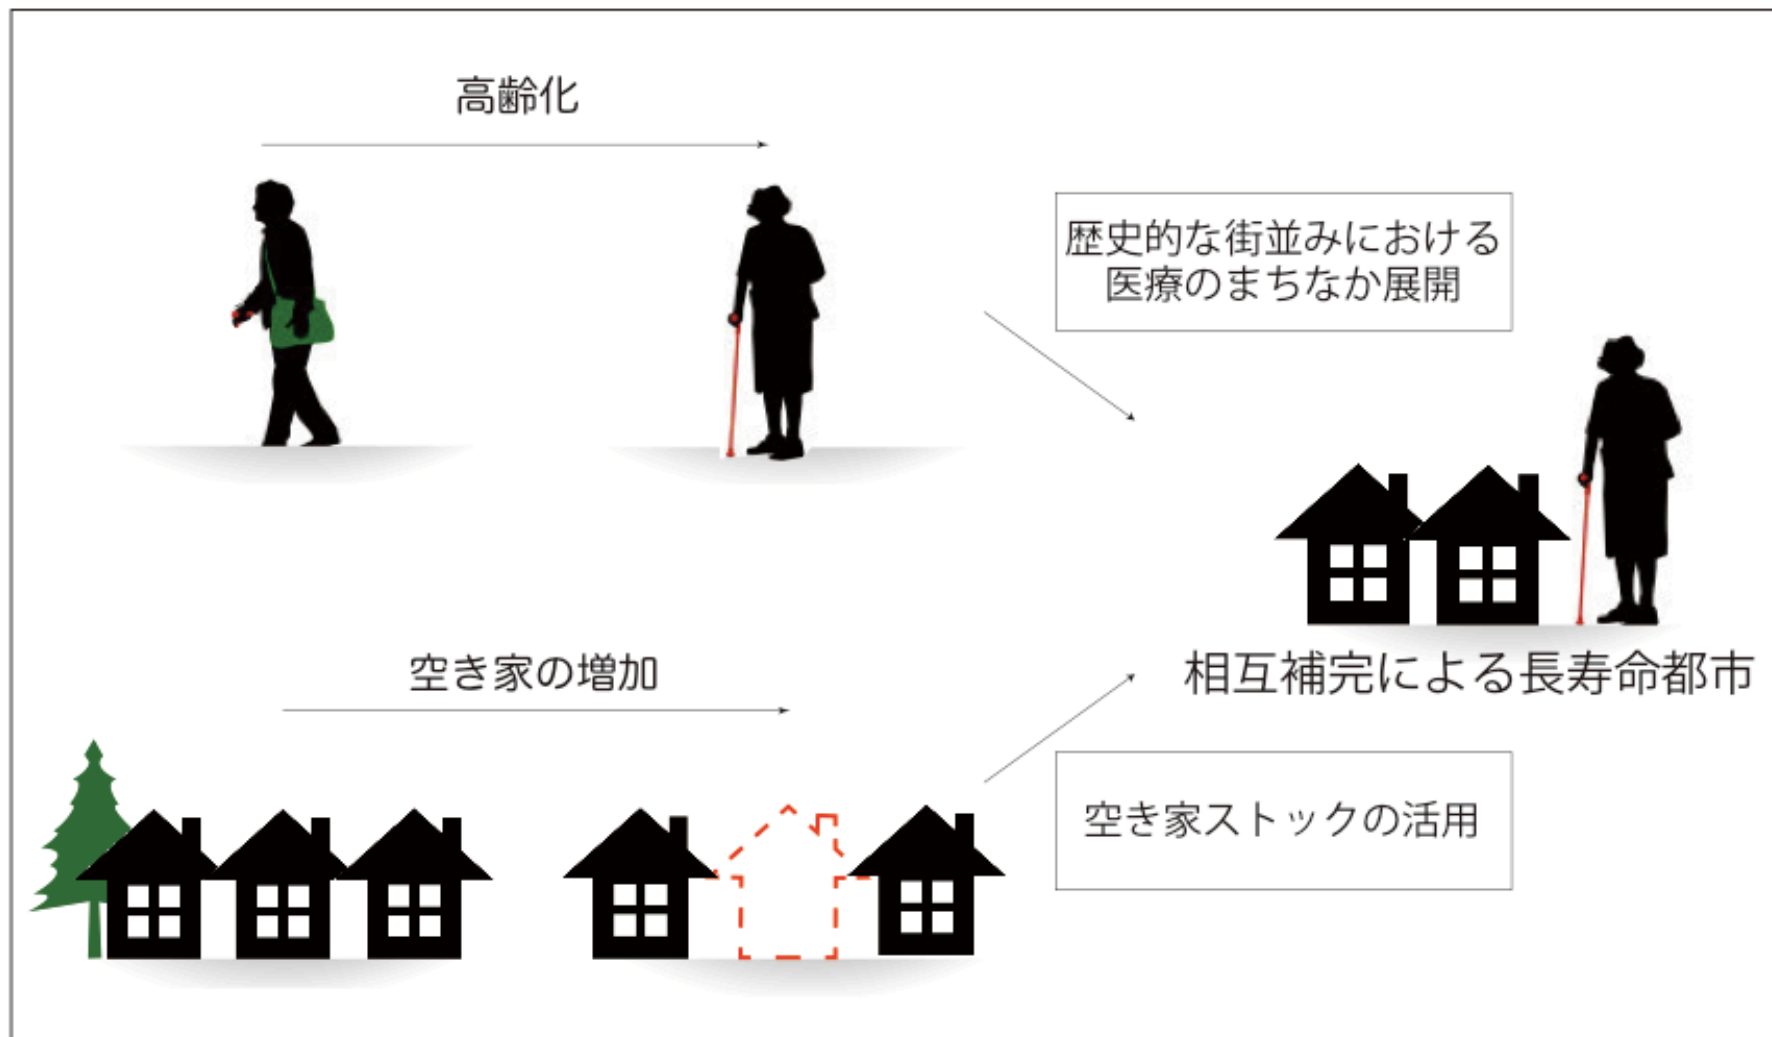 高齢化
歴史的な街並みにおける
医療のまちなか展開
空き家の増加
相互補完による長寿命都市
空き家ストックの活用